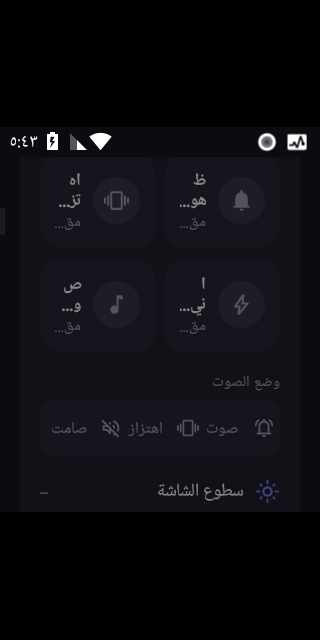 ٥:٤٣
ظ
هو...
مق...
اه
تز...
مق...
ا
ني...
مق...
ص
و...
مق...
وضع الصوت
صوت
اهتزاز
صامت
سطوع الشاشة
–